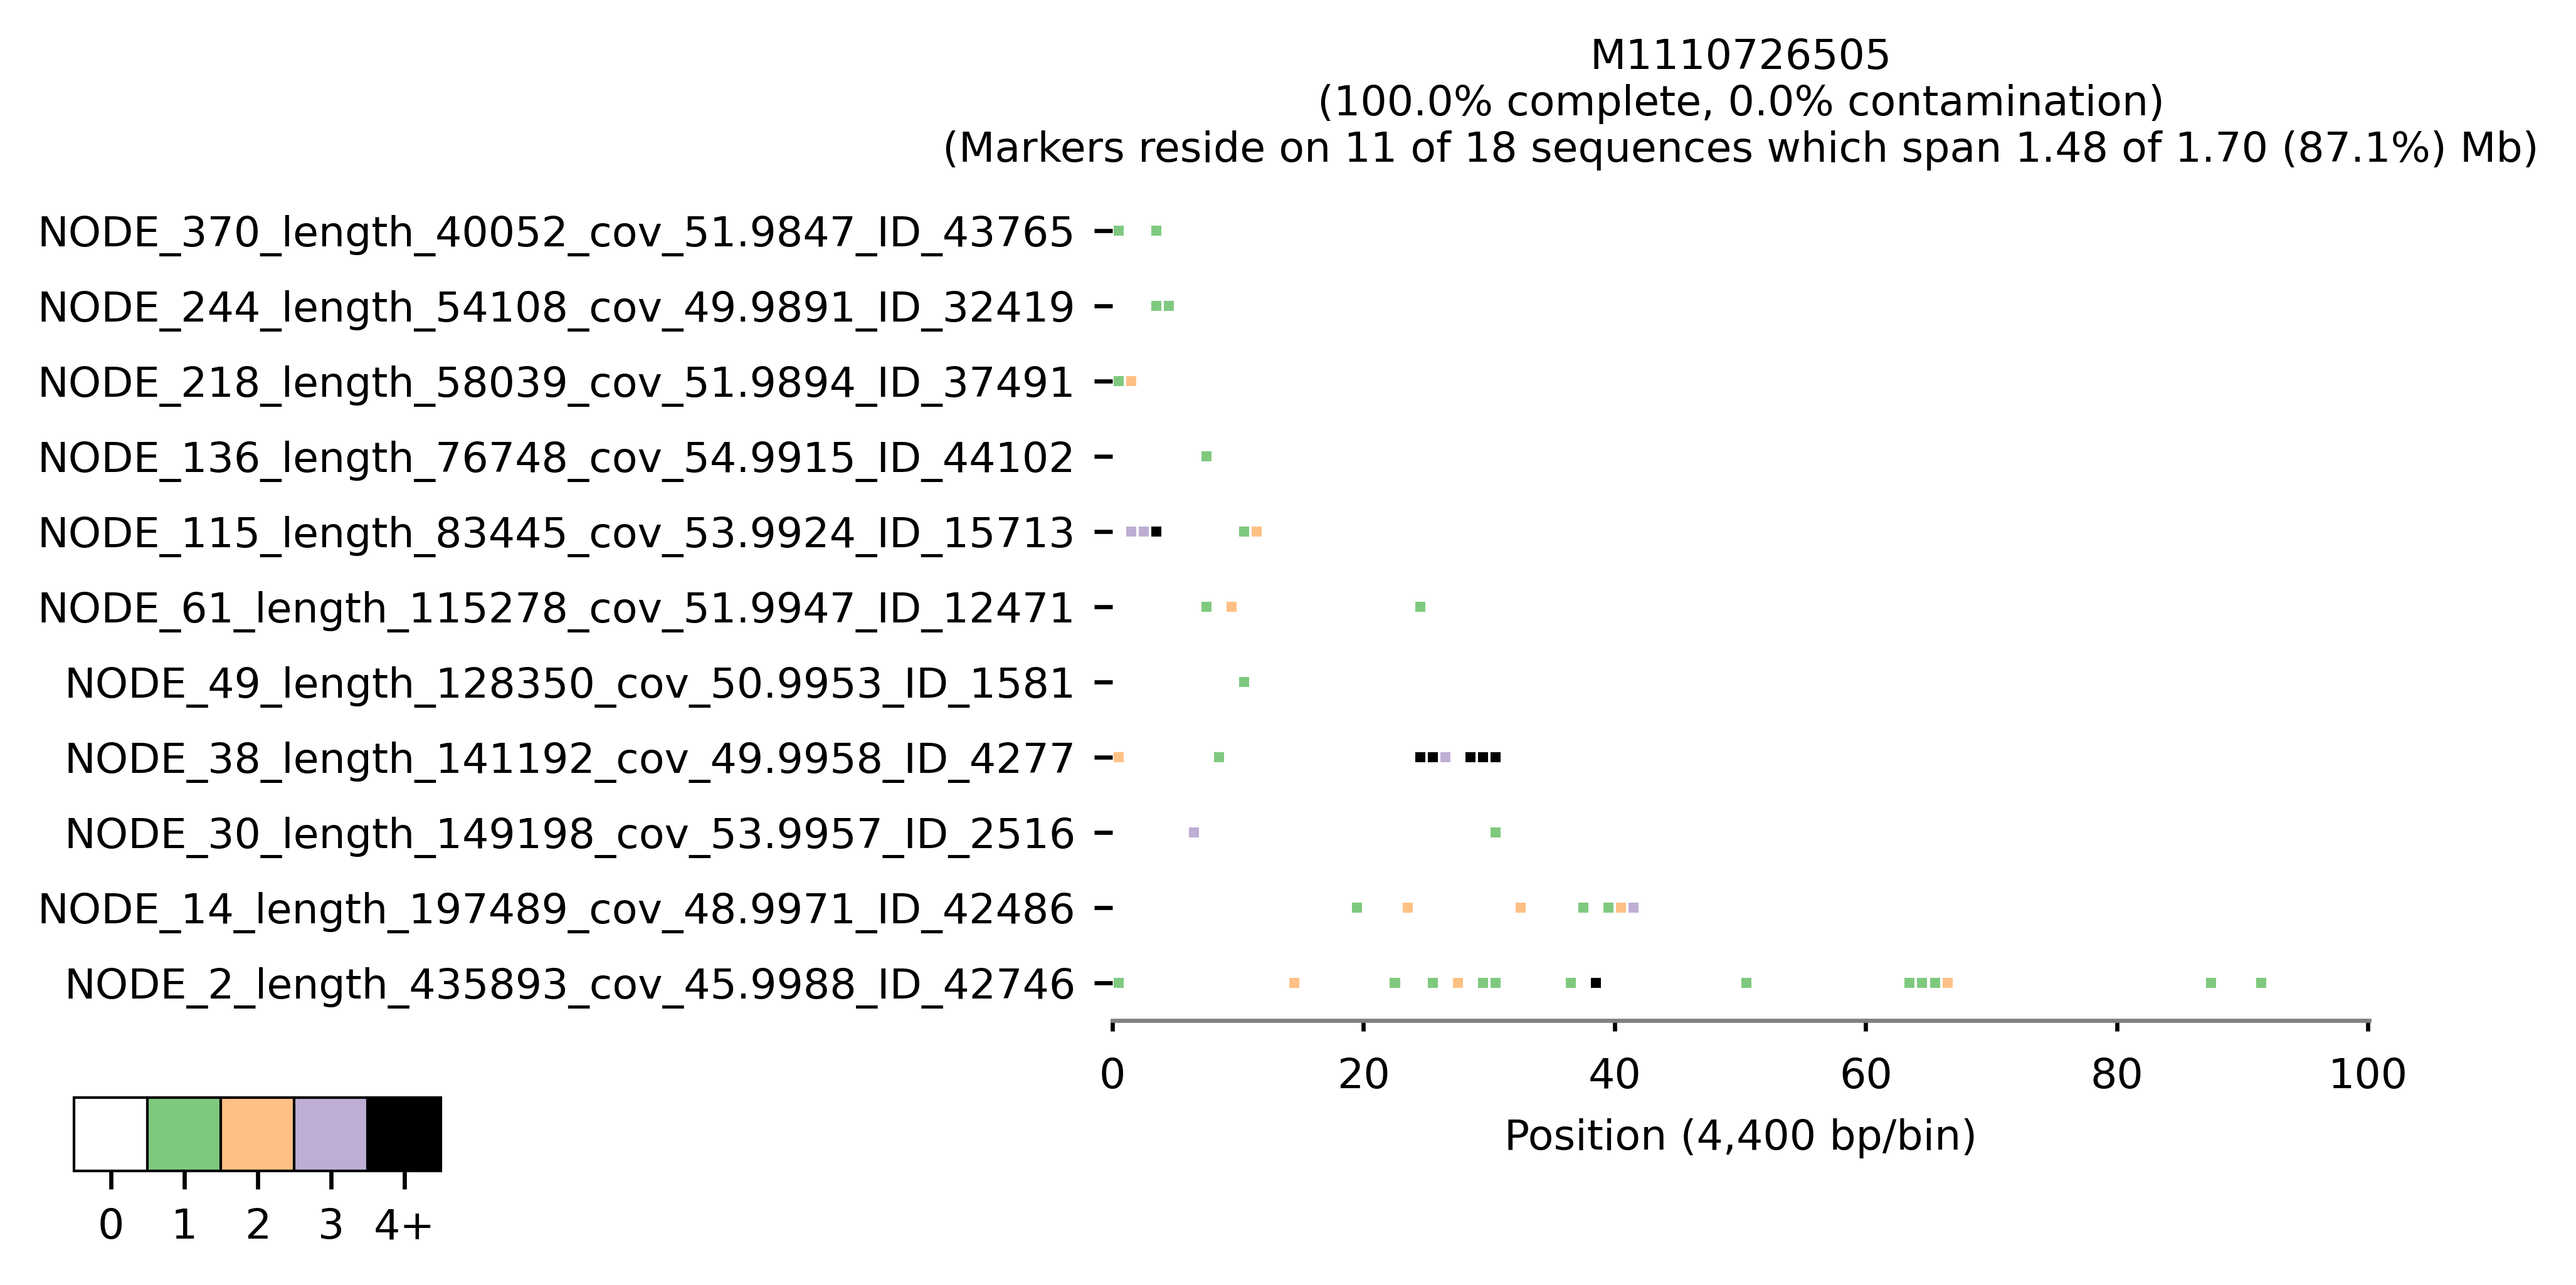 M1110726505
(100.0% complete, 0.0% contamination)
(Markers reside on 11 of 18 sequences which span 1.48 of 1.70 (87.1%) Mb)
NODE_370_length_40052_cov_51.9847_ID_43765
NODE_244_length_54108_cov_49.9891_ID_32419
NODE_218_length_58039_cov_51.9894_ID_37491
NODE_136_length_76748_cov_54.9915_ID_44102
NODE_115_length_83445_cov_53.9924_ID_15713
NODE_61_length_115278_cov_51.9947_ID_12471
NODE_49_length_128350_cov_50.9953_ID_1581
NODE_38_length_141192_cov_49.9958_ID_4277
NODE_30_length_149198_cov_53.9957_ID_2516
NODE_14_length_197489_cov_48.9971_ID_42486
NODE_2_length_435893_cov_45.9988_ID_42746
0 20 40 60 80 100
Position (4,400 bp/bin)
0 1 2 3 4+